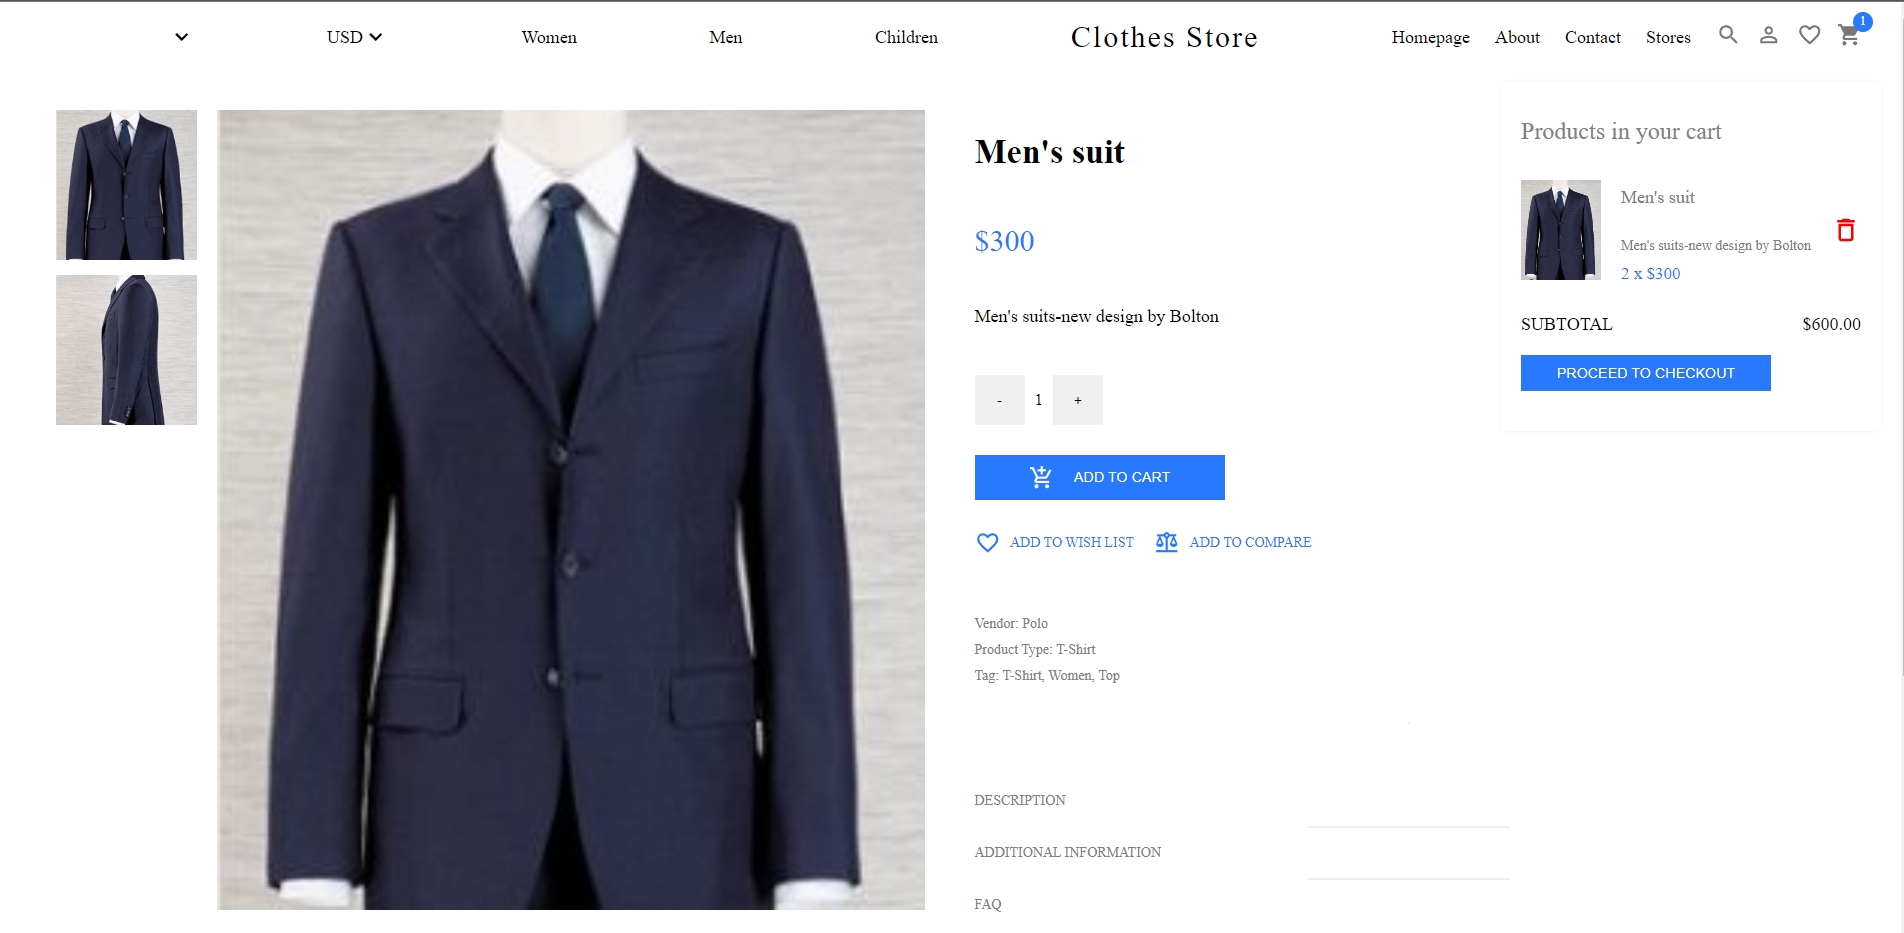 USD Women Men Children Clothes Store Homepage About Contact Stores 1
Men's suit
$300
Men's suits-new design by Bolton
- 1 +
ADD TO CART
ADD TO WISH LIST ADD TO COMPARE
Vendor: Polo
Product Type: T-Shirt
Tag: T-Shirt, Women, Top
DESCRIPTION
ADDITIONAL INFORMATION
FAQ
Products in your cart
Men's suit
Men's suits-new design by Bolton
2 x $300
SUBTOTAL $600.00
PROCEED TO CHECKOUT